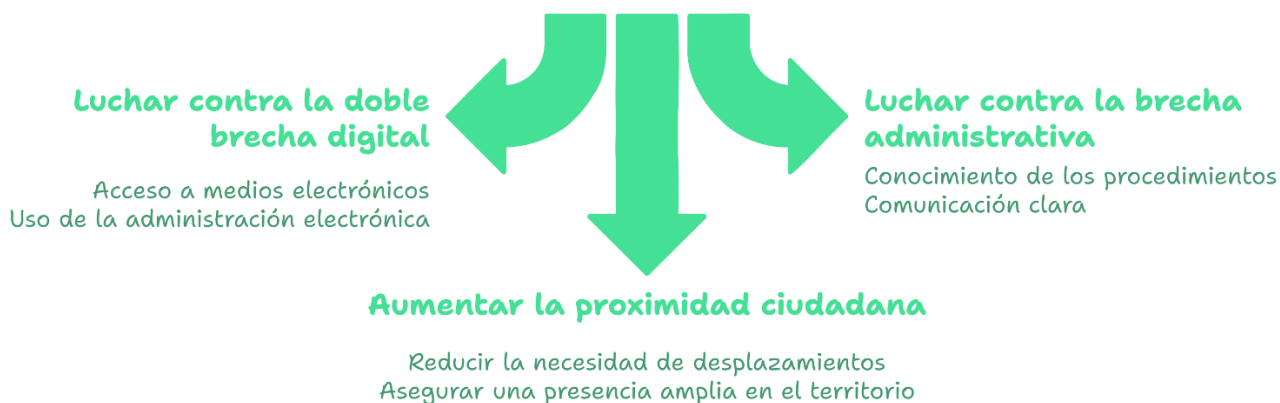 Luchar contra la doble
brecha digital
Acceso a medios electrónicos
Uso de la administración electrónica
Luchar contra la brecha
administrativa
Conocimiento de los procedimientos
Comunicación clara
Aumentar la proximidad ciudadana
Reducir la necesidad de desplazamientos
Asegurar una presencia amplia en el territorio